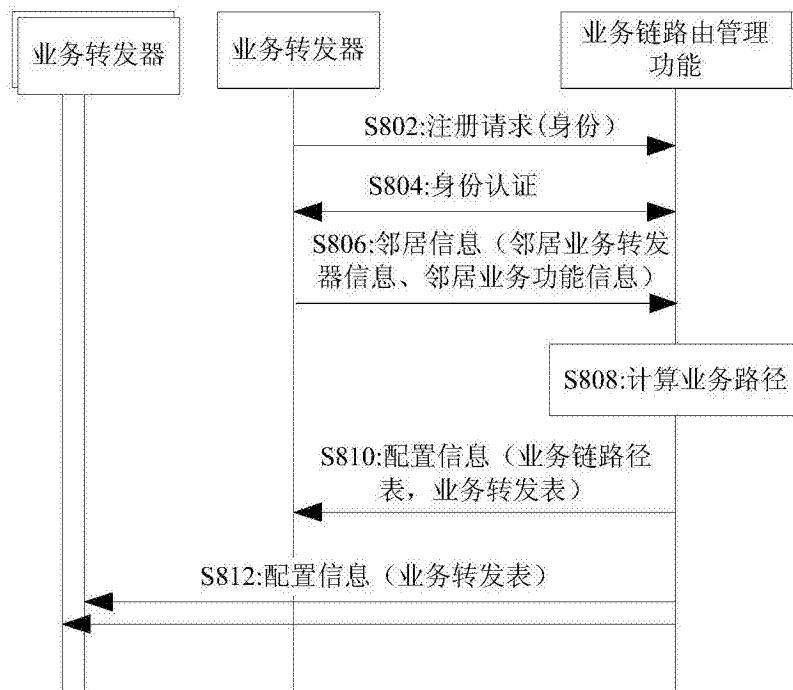 业务转发器
业务转发器
业务链路由管理
功能
S802:注册请求(身份）
S804:身份认证
S806:邻居信息（邻居业务转发
器信息、邻居业务功能信息）
S808:计算业务路径
S810:配置信息（业务链路径
表，业务转发表）
S812:配置信息（业务转发表）